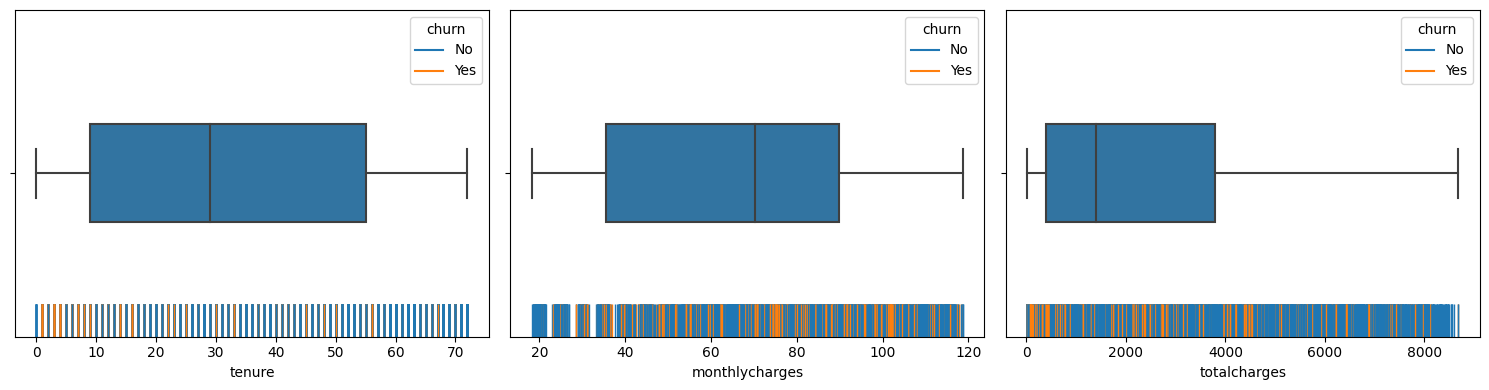 churn
No
Yes
0 10 20 30 40 50 60 70
tenure
churn
No
Yes
20 40 60 80 100 120
monthlycharges
churn
No
Yes
0 2000 4000 6000 8000
totalcharges